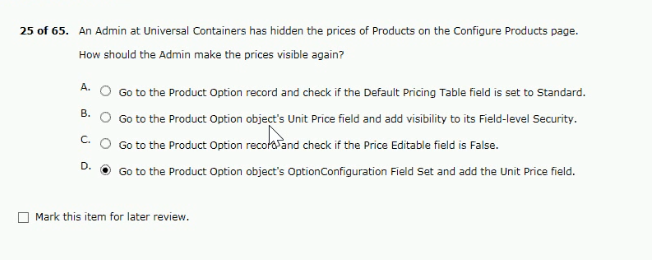 25 of 65. An Admin at Universal Containers has hidden the prices of Products on the Configure Products page.
How should the Admin make the prices visible again?
A. Go to the Product Option record and check if the Default Pricing Table field is set to Standard.
B. Go to the Product Option object's Unit Price field and add visibility to its Field-level Security.
C. Go to the Product Option record and check if the Price Editable field is False.
D. Go to the Product Option object's OptionConfiguration Field Set and add the Unit Price field.
Mark this item for later review.